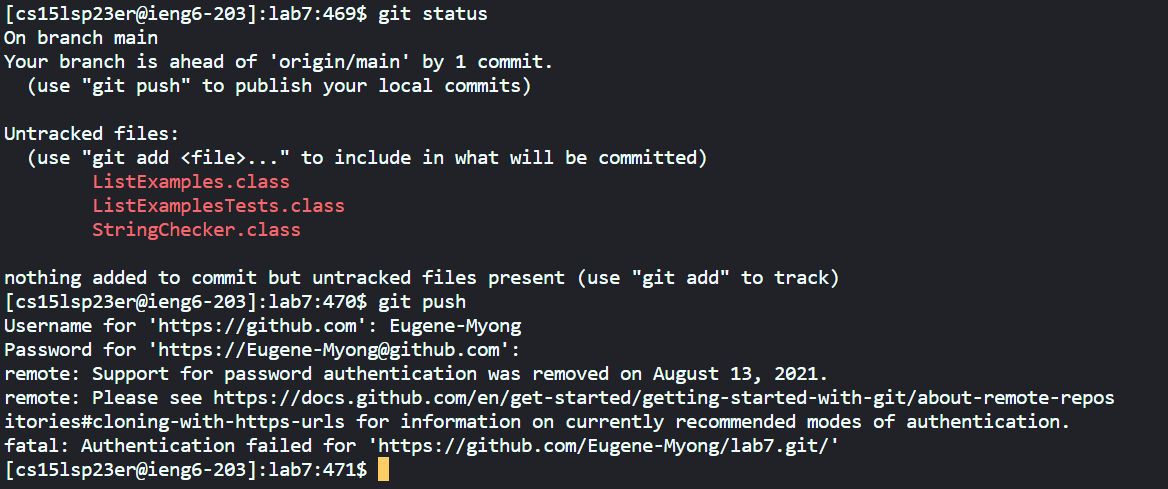 [cs15lsp23er@ieng6-203]:lab7:469$ git status
On branch main
Your branch is ahead of 'origin/main' by 1 commit.
  (use "git push" to publish your local commits)

Untracked files:
  (use "git add <file>..." to include in what will be committed)
        ListExamples.class
        ListExamplesTests.class
        StringChecker.class

nothing added to commit but untracked files present (use "git add" to track)
[cs15lsp23er@ieng6-203]:lab7:470$ git push
Username for 'https://github.com': Eugene-Myong
Password for 'https://Eugene-Myong@github.com':
remote: Support for password authentication was removed on August 13, 2021.
remote: Please see https://docs.github.com/en/get-started/getting-started-with-git/about-remote-repos
itories#cloning-with-https-urls for information on currently recommended modes of authentication.
fatal: Authentication failed for 'https://github.com/Eugene-Myong/lab7.git/'
[cs15lsp23er@ieng6-203]:lab7:471$